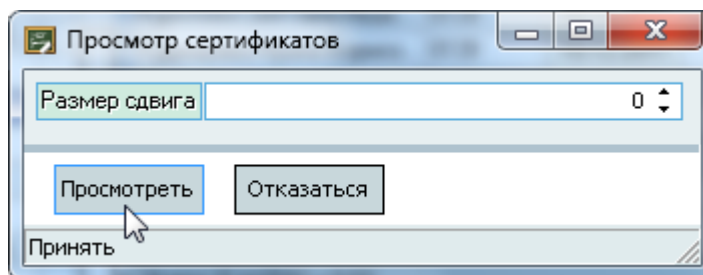 Просмотр сертификатов
Размер сдвига 0
Просмотреть Отказаться
Принять